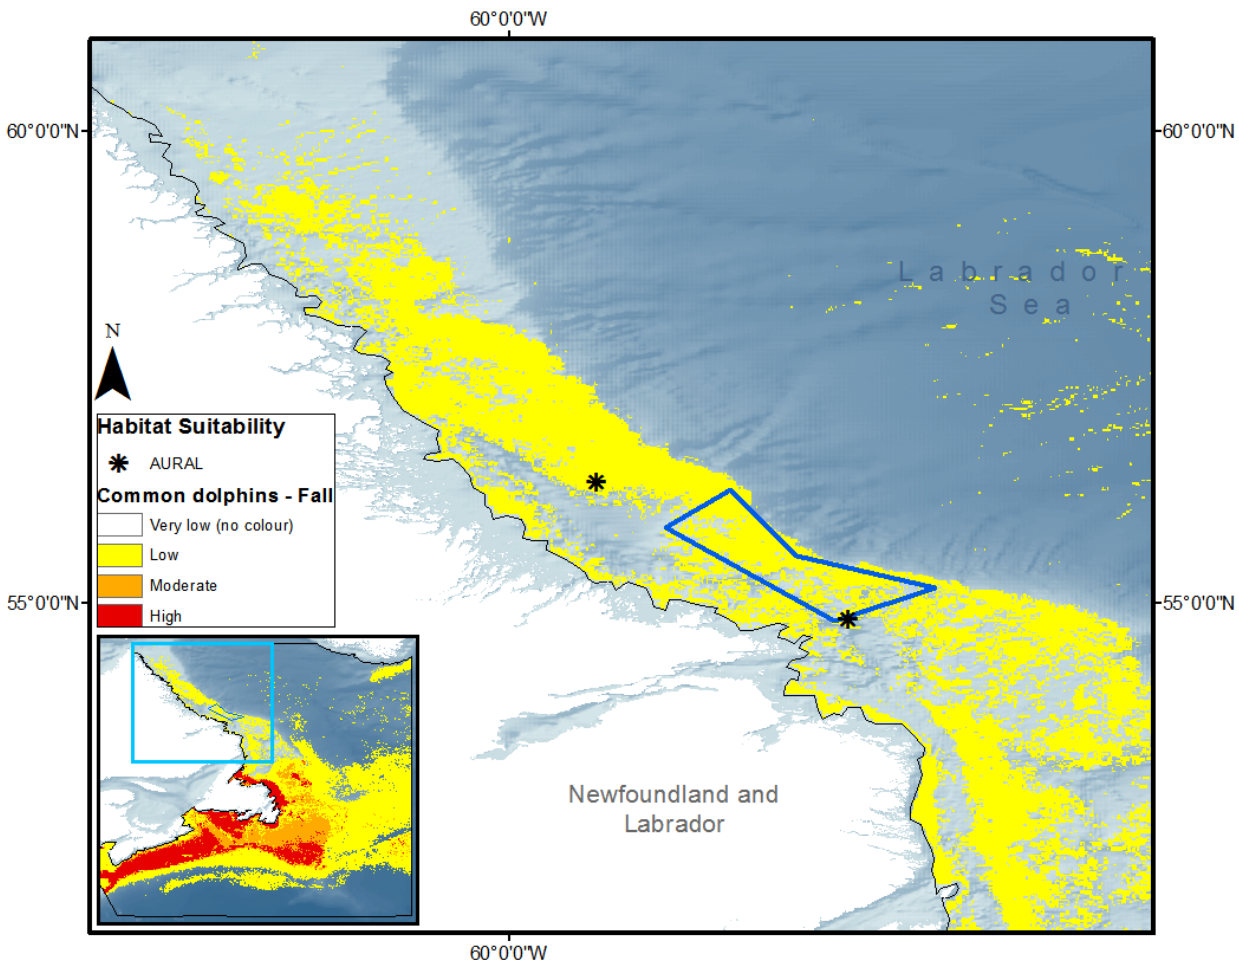 60°0'0"W
60°0'0"N
60°0'0"N
Labrador
Sea
N
Habitat Suitability
AURAL
Common dolphins - Fall
Very low (no colour)
Low
Moderate
High
55°0'0"N
55°0'0"N
Newfoundland and
Labrador
60°0'0"W